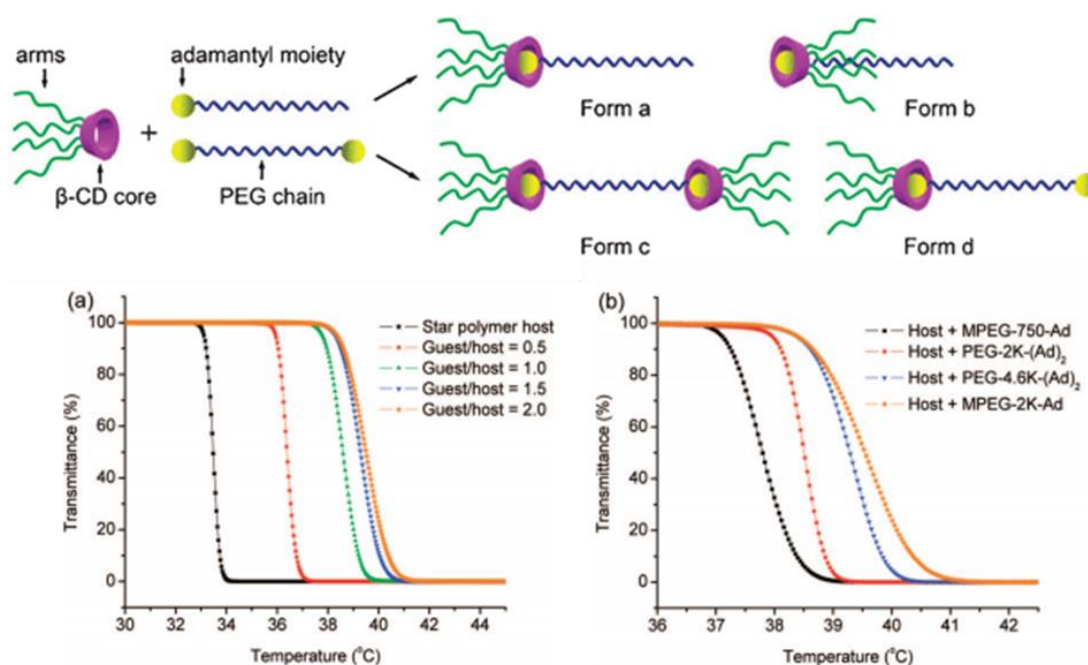 arms
adamantyl moiety
+
β-CD core
PEG chain
Form a
Form b
Form c
Form d
(a)
Transmittance (%)
100
80
60
40
20
0
30 32 34 36 38 40 42 44
Temperature (°C)
Star polymer host
Guest/host = 0.5
Guest/host = 1.0
Guest/host = 1.5
Guest/host = 2.0
(b)
Transmittance (%)
100
80
60
40
20
0
36 37 38 39 40 41 42
Temperature (°C)
Host + MPEG-750-Ad
Host + PEG-2K-(Ad)₂
Host + PEG-4.6K-(Ad)₂
Host + MPEG-2K-Ad